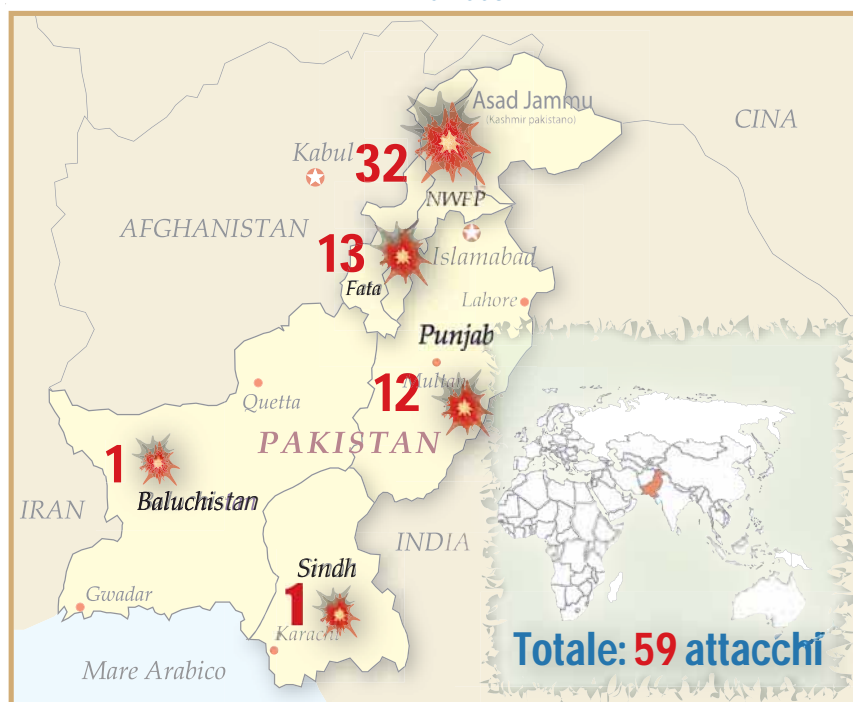 Asad Jammu
(Kashmir pakistano)
CINA
Kabul
32
NWFP
AFGHANISTAN
13
Islamabad
Fata
Lahore
Punjab
12
Multan
Quetta
PAKISTAN
1
Baluchistan
IRAN
INDIA
Sindh
1
Gwadar
Karachi
Mare Arabico
Totale: 59 attacchi